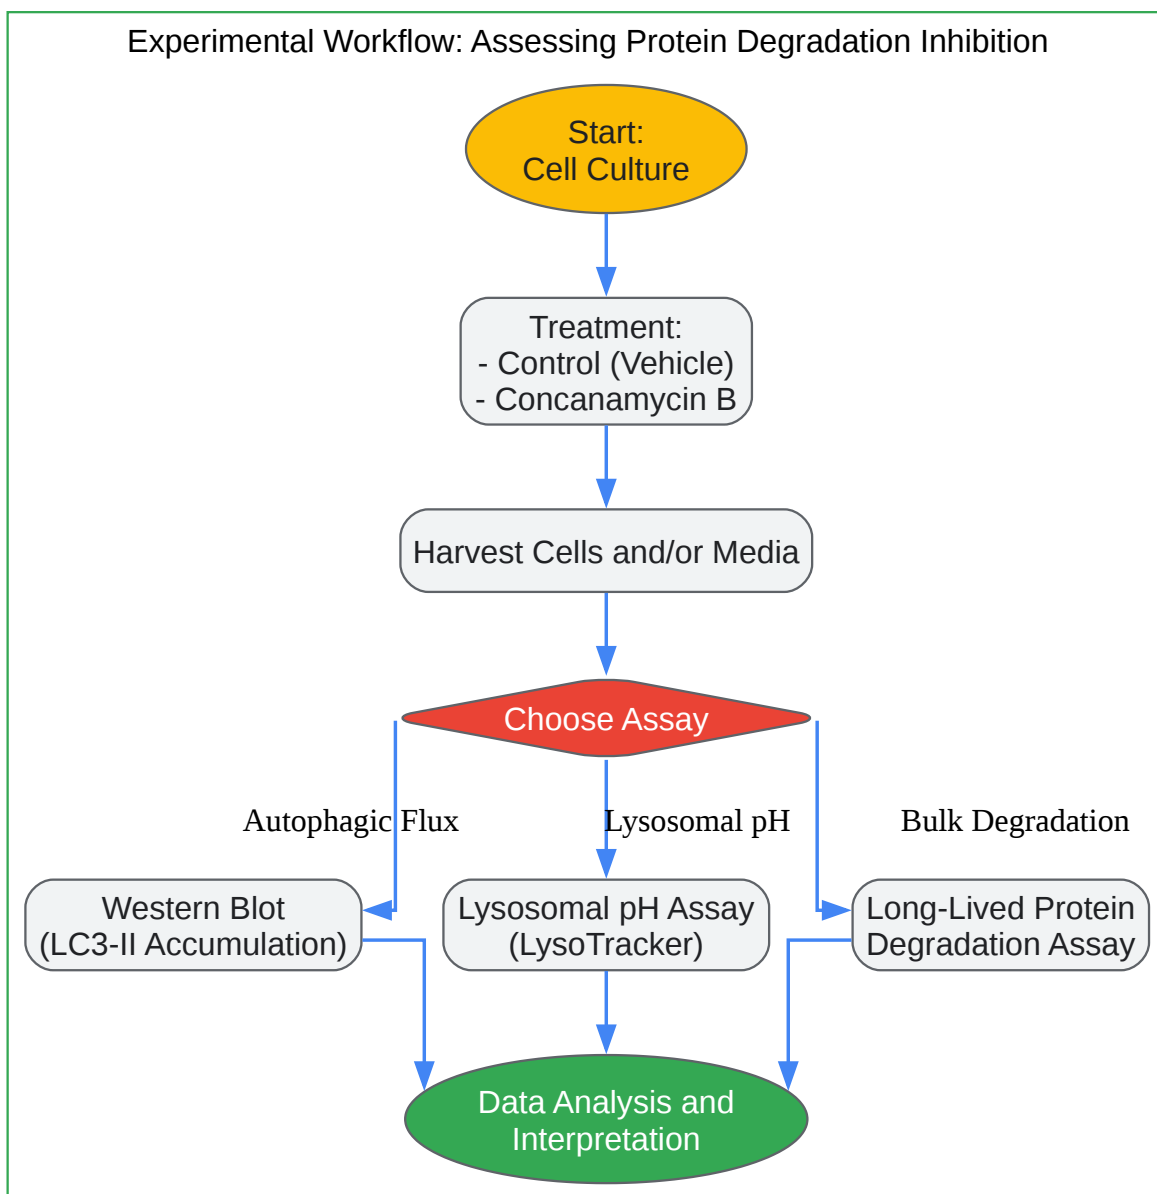 Experimental Workflow: Assessing Protein Degradation Inhibition
Start:
Cell Culture
Treatment:
- Control (Vehicle)
- Concanamycin B
Harvest Cells and/or Media
Choose Assay
Autophagic Flux
Lysosomal pH
Bulk Degradation
Western Blot
(LC3-II Accumulation)
Lysosomal pH Assay
(LysoTracker)
Long-Lived Protein
Degradation Assay
Data Analysis and
Interpretation